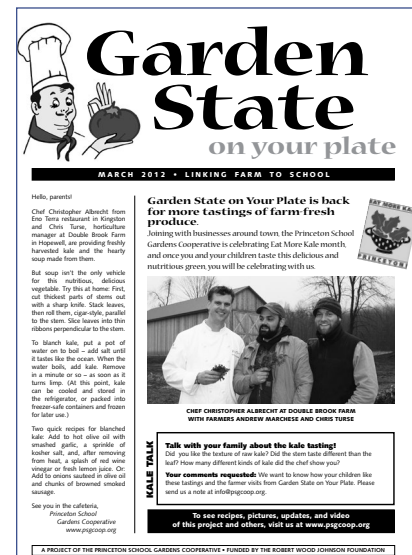 Garden
State
on your plate
MARCH 2012 • LINKING FARM TO SCHOOL
Hello, parents!
Chef Christopher Albrecht from
Eno Terra restaurant in Kingston
and Chris Turse, horticulture
manager at Double Brook Farm
in Hopewell, are providing freshly
harvested kale and the hearty
soup made from them.
But soup isn't the only vehicle
for this nutritious, delicious
vegetable. Try this at home: First,
cut thickest parts of stems out
with a sharp knife. Stack leaves,
then roll them, cigar-style, parallel
to the stem. Slice leaves into thin
ribbons perpendicular to the stem.
To blanch kale, put a pot of
water on to boil – add salt until
it tastes like the ocean. When the
water boils, add kale. Remove
in a minute or so – as soon as it
turns limp. (At this point, kale
can be cooled and stored in
the refrigerator, or packed into
freezer-safe containers and frozen
for later use.)
Two quick recipes for blanched
kale: Add to hot olive oil with
smashed garlic, a sprinkle of
kosher salt, and, after removing
from heat, a splash of red wine
vinegar or fresh lemon juice. Or:
Add to onions sauteed in olive oil
and chunks of browned smoked
sausage.
See you in the cafeteria,
Princeton School
Gardens Cooperative
www.psgcoop.org
Garden State on Your Plate is back
for more tastings of farm-fresh
produce.
Joining with businesses around town, the Princeton School
Gardens Cooperative is celebrating Eat More Kale month,
and once you and your children taste this delicious and
nutritious green, you will be celebrating with us.
EAT MORE KALE
PRINCETON!
CHEF CHRISTOPHER ALBRECHT AT DOUBLE BROOK FARM
WITH FARMERS ANDREW MARCHESE AND CHRIS TURSE
KALE TALK
Talk with your family about the kale tasting!
Did you like the texture of raw kale? Did the stem taste different than the
leaf? How many different kinds of kale did the chef show you?
Your comments requested: We want to know how your children like
these tastings and the farmer visits from Garden State on Your Plate. Please
send us a note at info@psgcoop.org.
To see recipes, pictures, updates, and video
of this project and others, visit us at www.psgcoop.org
A PROJECT OF THE PRINCETON SCHOOL GARDENS COOPERATIVE • FUNDED BY THE ROBERT WOOD JOHNSON FOUNDATION